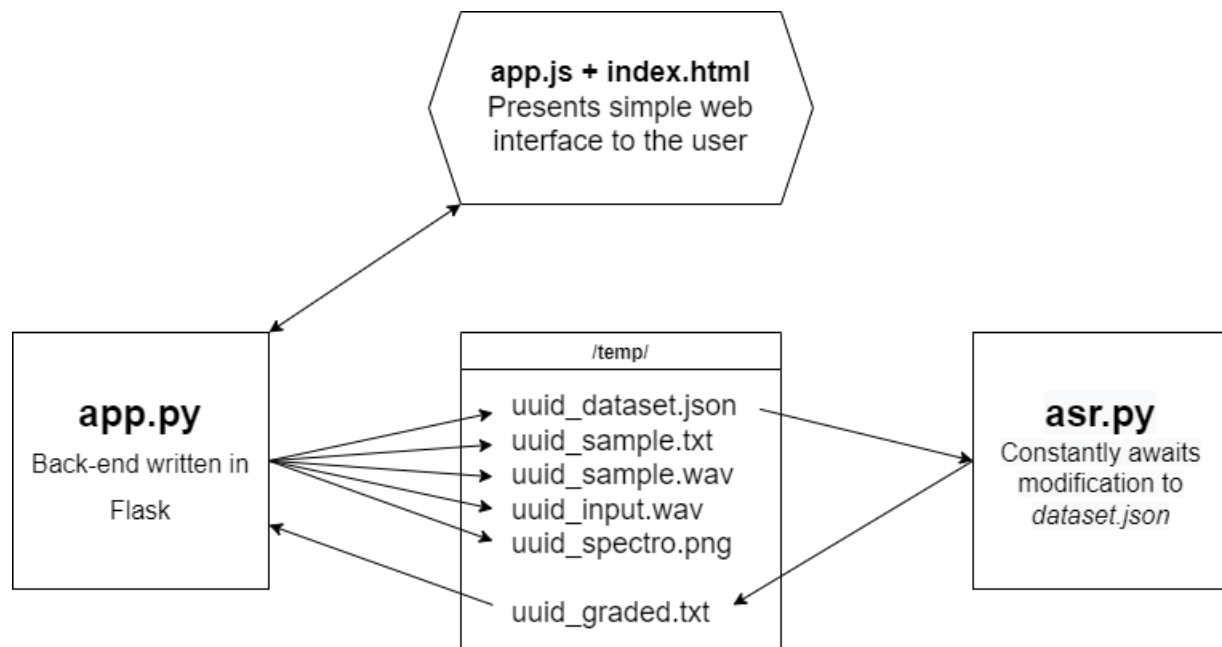 app.js + index.html
Presents simple web
interface to the user
app.py
Back-end written in
Flask
/temp/
uuid_dataset.json
uuid_sample.txt
uuid_sample.wav
uuid_input.wav
uuid_spectro.png
uuid_graded.txt
asr.py
Constantly awaits
modification to
dataset.json